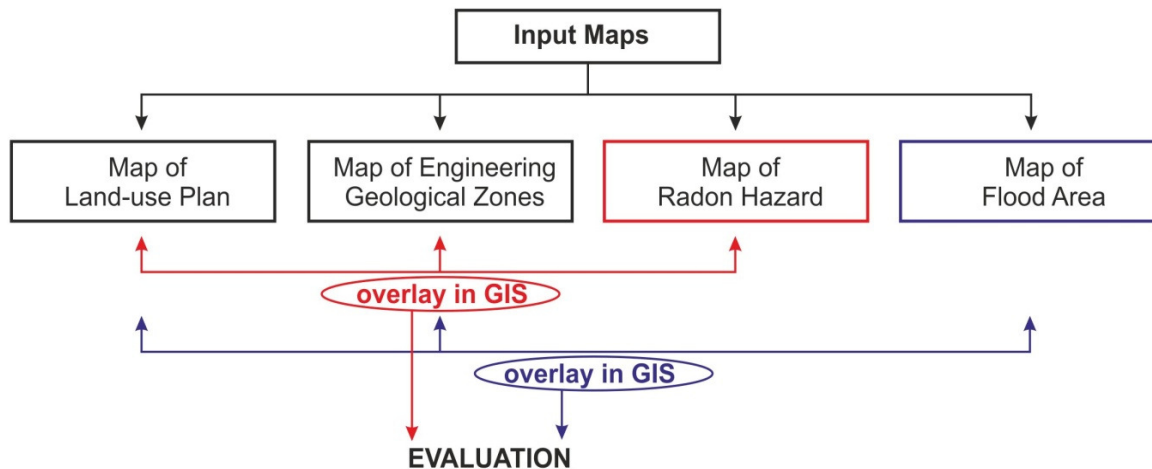 Input Maps
Map of
Land-use Plan
Map of Engineering
Geological Zones
Map of
Radon Hazard
Map of
Flood Area
overlay in GIS
overlay in GIS
EVALUATION